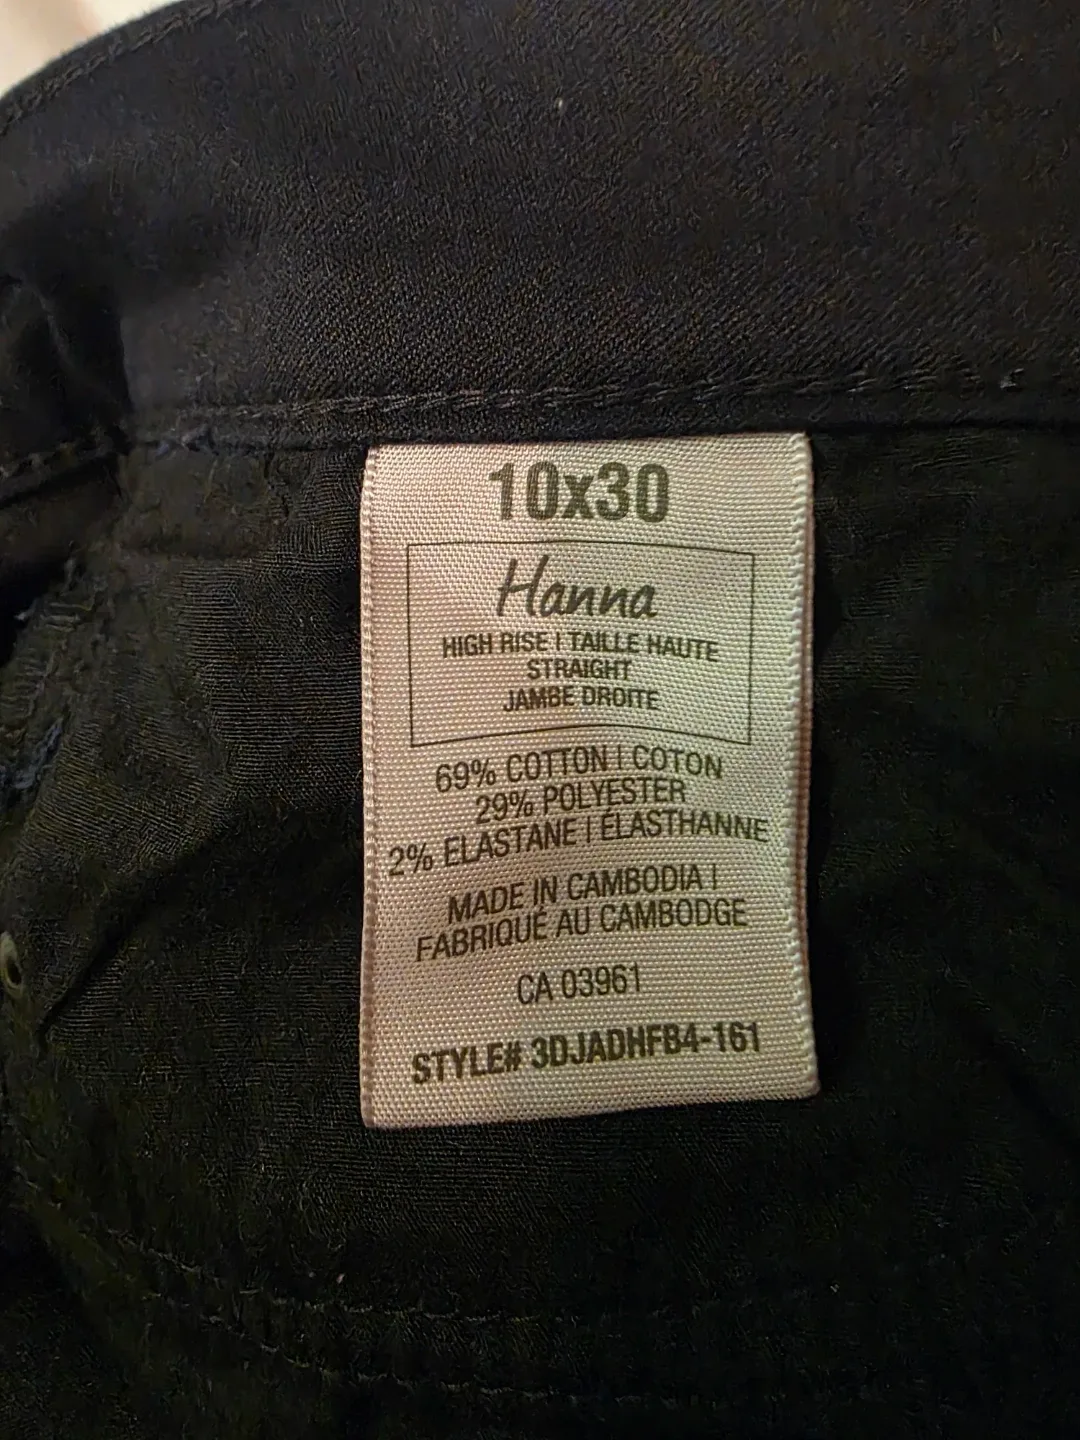 10x30
Hanna
HIGH RISE | TAILLE HAUTE
STRAIGHT
JAMBE DROITE
69% COTTON | COTON
29% POLYESTER
2% ELASTANE | ÉLASTHANNE
MADE IN CAMBODIA |
FABRIQUÉ AU CAMBODGE
CA 03961
STYLE# 3DJADHFB4-161